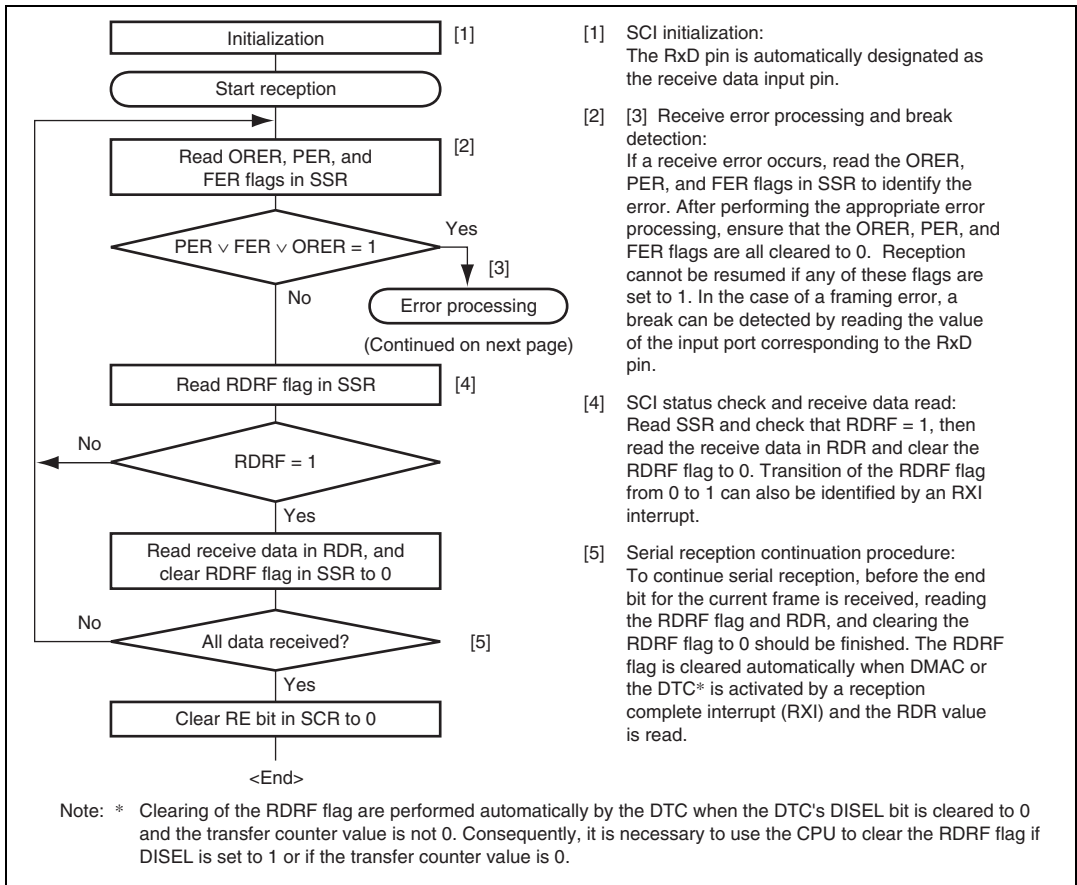 Initialization
[1]
Start reception
[2]
Read ORER, PER, and
FER flags in SSR
PER ∨ FER ∨ ORER = 1
Yes
[3]
No
Error processing
(Continued on next page)
Read RDRF flag in SSR
[4]
No
RDRF = 1
Yes
Read receive data in RDR, and
clear RDRF flag in SSR to 0
No
All data received?
[5]
Yes
Clear RE bit in SCR to 0
<End>
[1] SCI initialization:
The RxD pin is automatically designated as
the receive data input pin.
[2] [3] Receive error processing and break
detection:
If a receive error occurs, read the ORER,
PER, and FER flags in SSR to identify the
error. After performing the appropriate error
processing, ensure that the ORER, PER, and
FER flags are all cleared to 0. Reception
cannot be resumed if any of these flags are
set to 1. In the case of a framing error, a
break can be detected by reading the value
of the input port corresponding to the RxD
pin.
[4] SCI status check and receive data read:
Read SSR and check that RDRF = 1, then
read the receive data in RDR and clear the
RDRF flag to 0. Transition of the RDRF flag
from 0 to 1 can also be identified by an RXI
interrupt.
[5] Serial reception continuation procedure:
To continue serial reception, before the end
bit for the current frame is received, reading
the RDRF flag and RDR, and clearing the
RDRF flag to 0 should be finished. The RDRF
flag is cleared automatically when DMAC or
the DTC* is activated by a reception
complete interrupt (RXI) and the RDR value
is read.
Note: * Clearing of the RDRF flag are performed automatically by the DTC when the DTC's DISEL bit is cleared to 0
and the transfer counter value is not 0. Consequently, it is necessary to use the CPU to clear the RDRF flag if
DISEL is set to 1 or if the transfer counter value is 0.